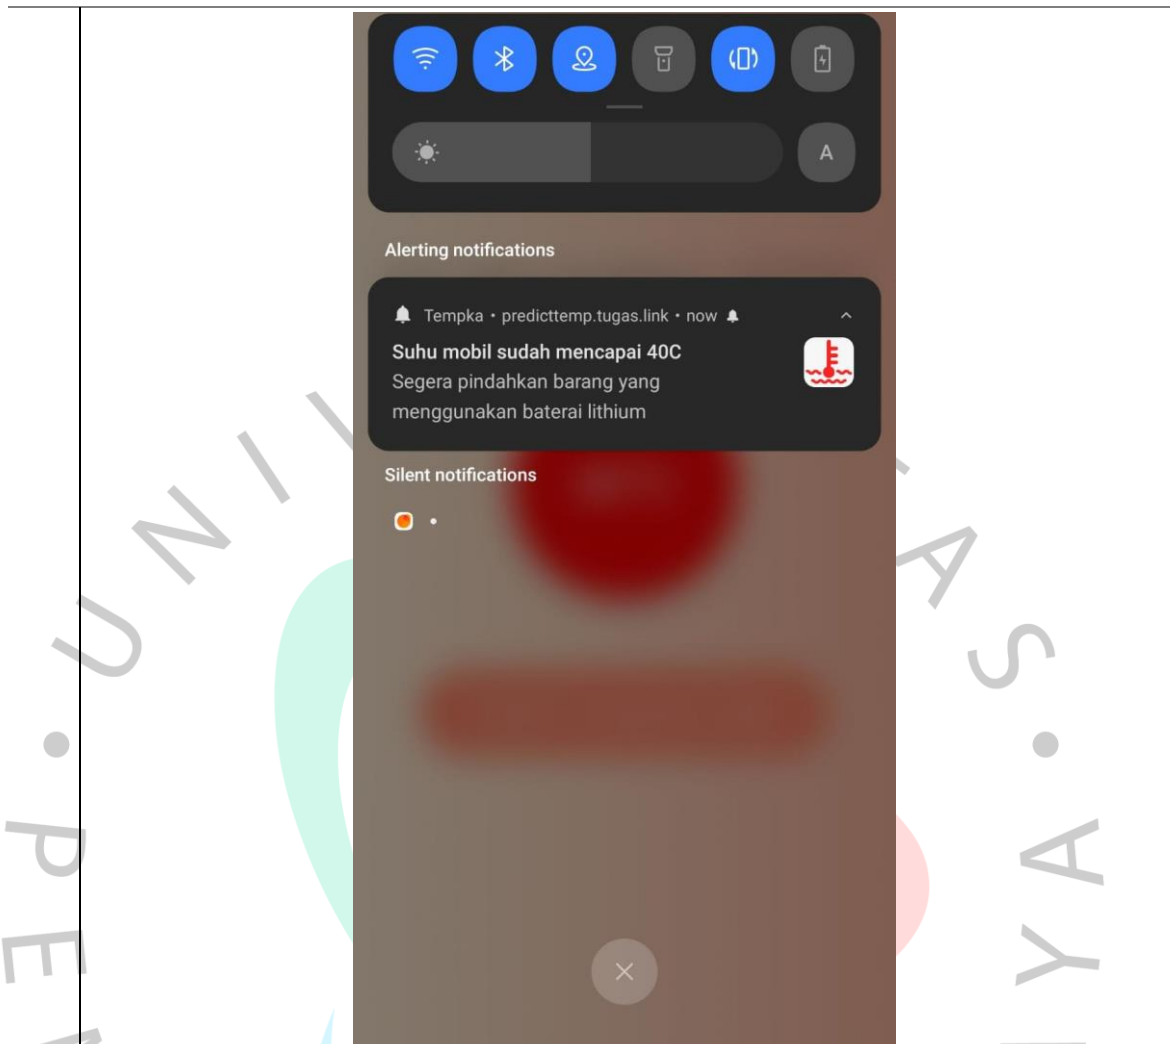 A
Alerting notifications
Tempka • predicttemp.tugas.link • now
Suhu mobil sudah mencapai 40C
Segera pindahkan barang yang
menggunakan baterai lithium
Silent notifications